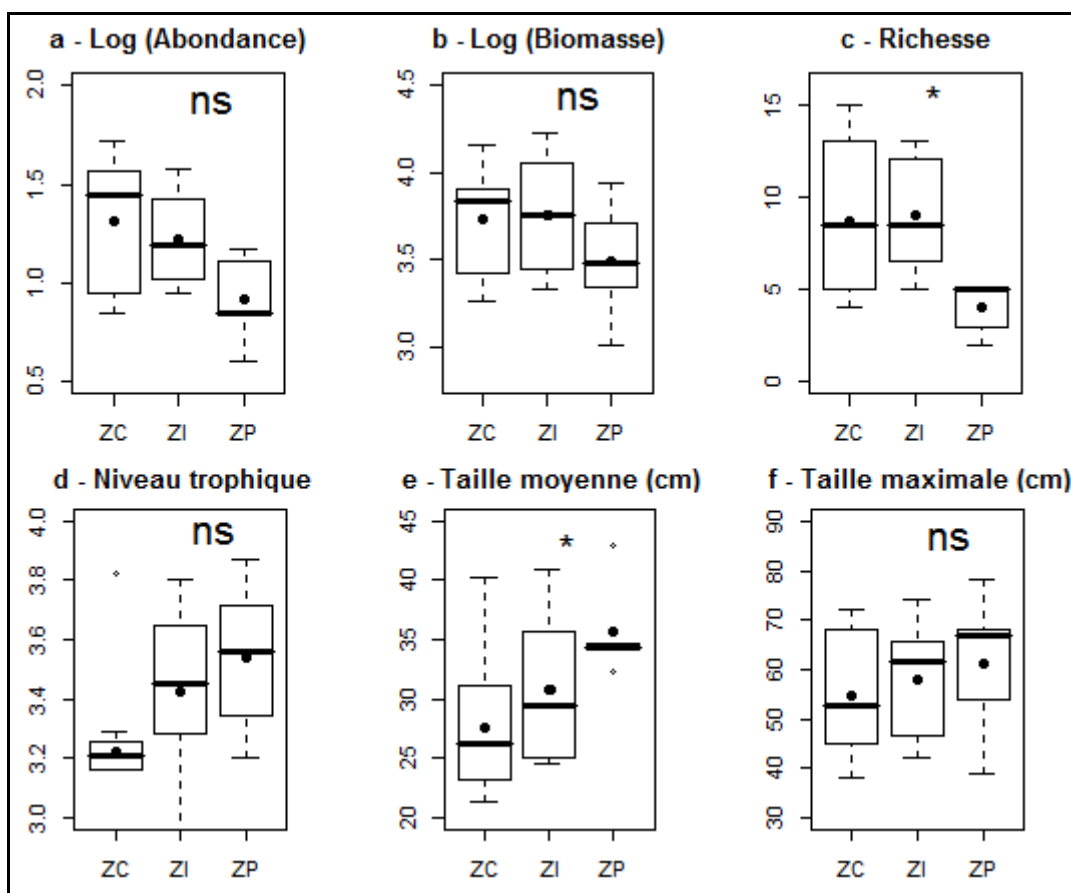 a - Log (Abondance)
b - Log (Biomasse)
c - Richesse
ns
ns
*
2.0
1.5
1.0
0.5
4.5
4.0
3.5
3.0
15
10
5
0
ZC ZI ZP
ZC ZI ZP
ZC ZI ZP
d - Niveau trophique
e - Taille moyenne (cm)
f - Taille maximale (cm)
ns
*
ns
4.0
3.8
3.6
3.4
3.2
3.0
45
40
35
30
25
20
90
80
70
60
50
40
30
ZC ZI ZP
ZC ZI ZP
ZC ZI ZP